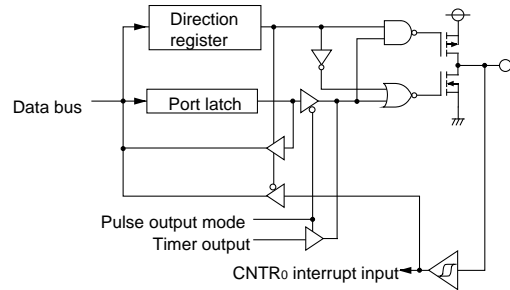 Direction
register
Data bus
Port latch
Pulse output mode
Timer output
CNTR0 interrupt input